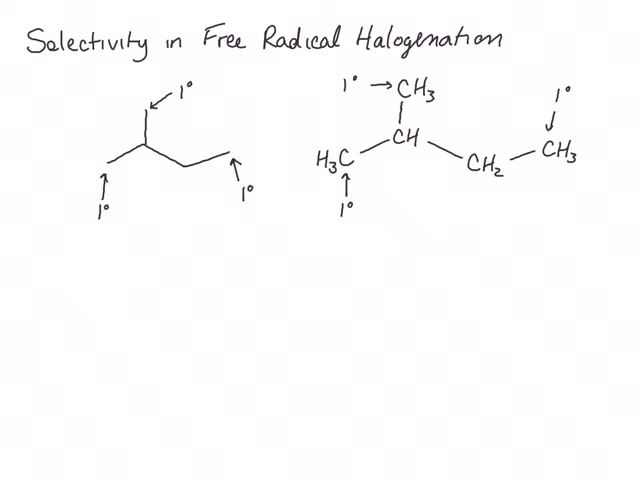 Selectivity in Free Radical Halogenation
1° 1° CH3 1°
CH
H3C CH2 CH3
1° 1° 1°